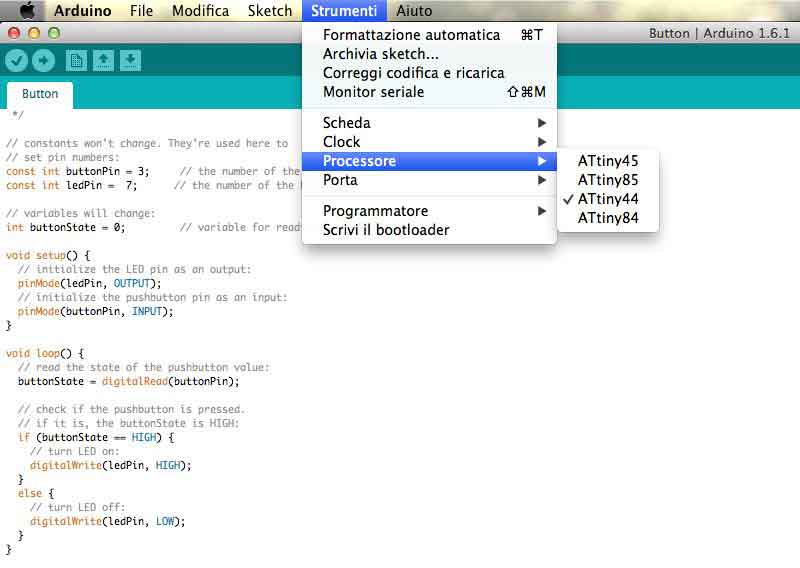 Arduino File Modifica Sketch Strumenti Aiuto
Button | Arduino 1.6.1
Formattazione automatica ⌘T
Archivia sketch...
Correggi codifica e ricarica
Monitor seriale ⇧⌘M
Scheda
Clock
Processore
Porta
Programmatore
Scrivi il bootloader
ATtiny45
ATtiny85
✓ ATtiny44
ATtiny84
Button
*/
// constants won't change. They're used here to
// set pin numbers:
const int buttonPin = 3; // the number of the
const int ledPin = 7; // the number of the
// variables will change:
int buttonState = 0; // variable for read
void setup() {
// initialize the LED pin as an output:
pinMode(ledPin, OUTPUT);
// initialize the pushbutton pin as an input:
pinMode(buttonPin, INPUT);
}
void loop() {
// read the state of the pushbutton value:
buttonState = digitalRead(buttonPin);
// check if the pushbutton is pressed.
// if it is, the buttonState is HIGH:
if (buttonState == HIGH) {
// turn LED on:
digitalWrite(ledPin, HIGH);
}
else {
// turn LED off:
digitalWrite(ledPin, LOW);
}
}